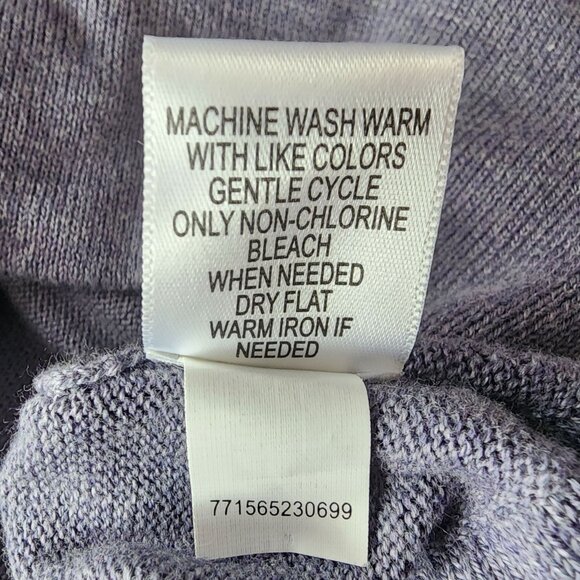 MACHINE WASH WARM
WITH LIKE COLORS
GENTLE CYCLE
ONLY NON-CHLORINE
BLEACH
WHEN NEEDED
DRY FLAT
WARM IRON IF
NEEDED
771565230699